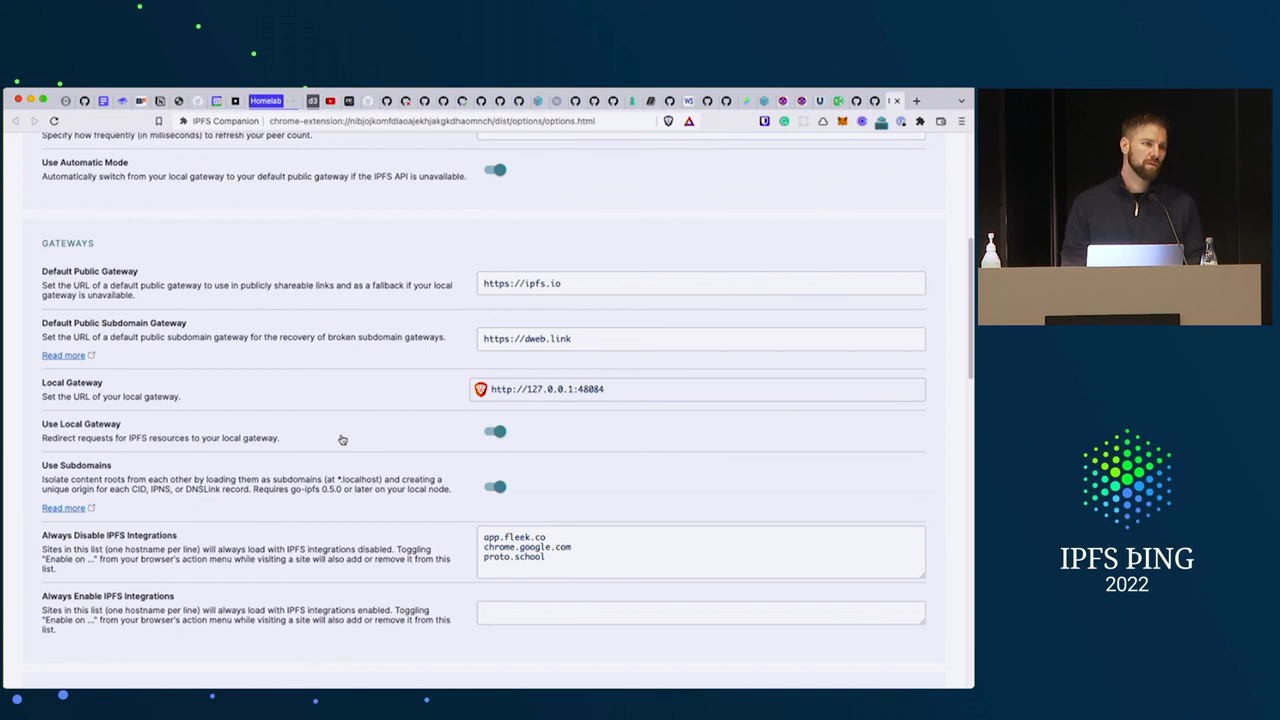 Homelab
d3
W3
IPFS Companion
chrome-extension://nibjojkomfdiaoajekhjakgkdhaomnch/dist/options/options.html
Specify how frequently (in milliseconds) to refresh your peer count.
Use Automatic Mode
Automatically switch from your local gateway to your default public gateway if the IPFS API is unavailable.
GATEWAYS
Default Public Gateway
Set the URL of a default public gateway to use in publicly shareable links and as a fallback if your local
gateway is unavailable.
https://ipfs.io
Default Public Subdomain Gateway
Set the URL of a default public subdomain gateway for the recovery of broken subdomain gateways.
Read more
https://dweb.link
Local Gateway
Set the URL of your local gateway.
http://127.0.0.1:48084
Use Local Gateway
Redirect requests for IPFS resources to your local gateway.
Use Subdomains
Isolate content roots from each other by loading them as subdomains (at *.localhost) and creating a
unique origin for each CID, IPNS, or DNSLink record. Requires go-ipfs 0.5.0 or later on your local node.
Read more
Always Disable IPFS Integrations
Sites in this list (one hostname per line) will always load with IPFS integrations disabled. Toggling
"Enable on ..." from your browser's action menu while visiting a site will also add or remove it from this
list.
app.fleek.co
chrome.google.com
proto.school
Always Enable IPFS Integrations
Sites in this list (one hostname per line) will always load with IPFS integrations enabled. Toggling
"Enable on ..." from your browser's action menu while visiting a site will also add or remove it from this
list.
IPFS ÞING
2022